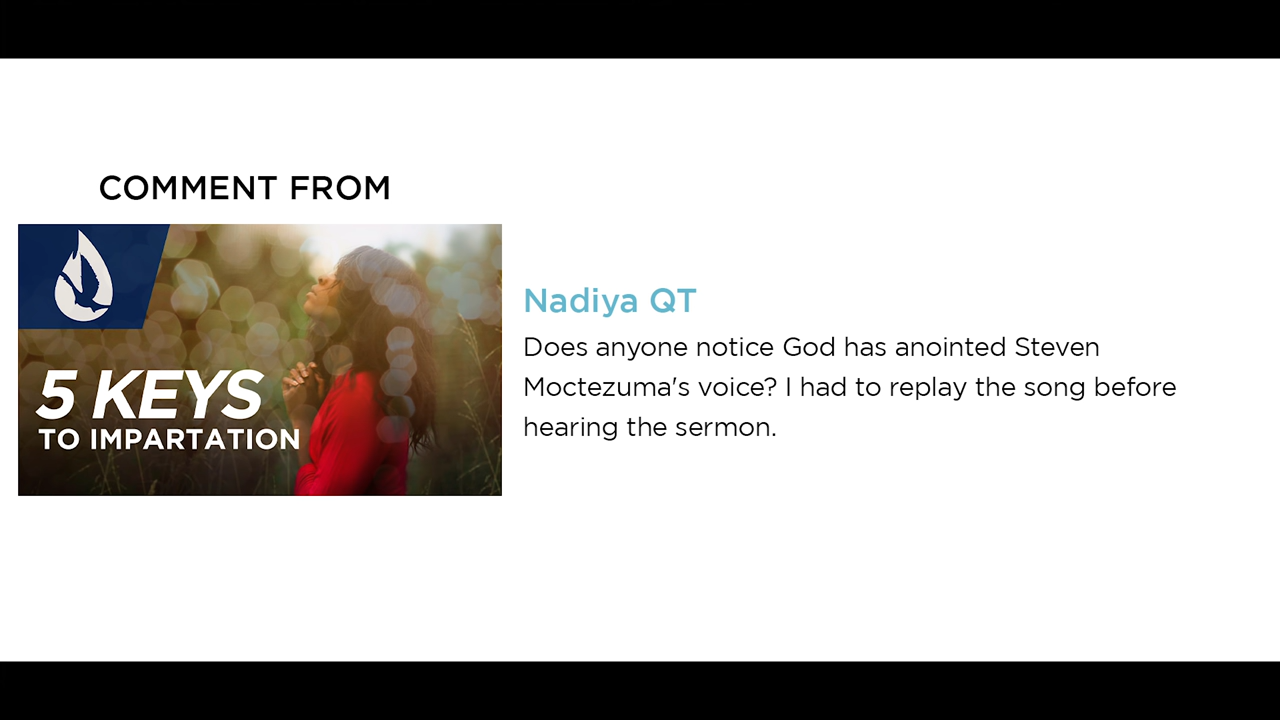 COMMENT FROM
5 KEYS
TO IMPARTATION
Nadiya QT
Does anyone notice God has anointed Steven
Moctezuma's voice? I had to replay the song before
hearing the sermon.